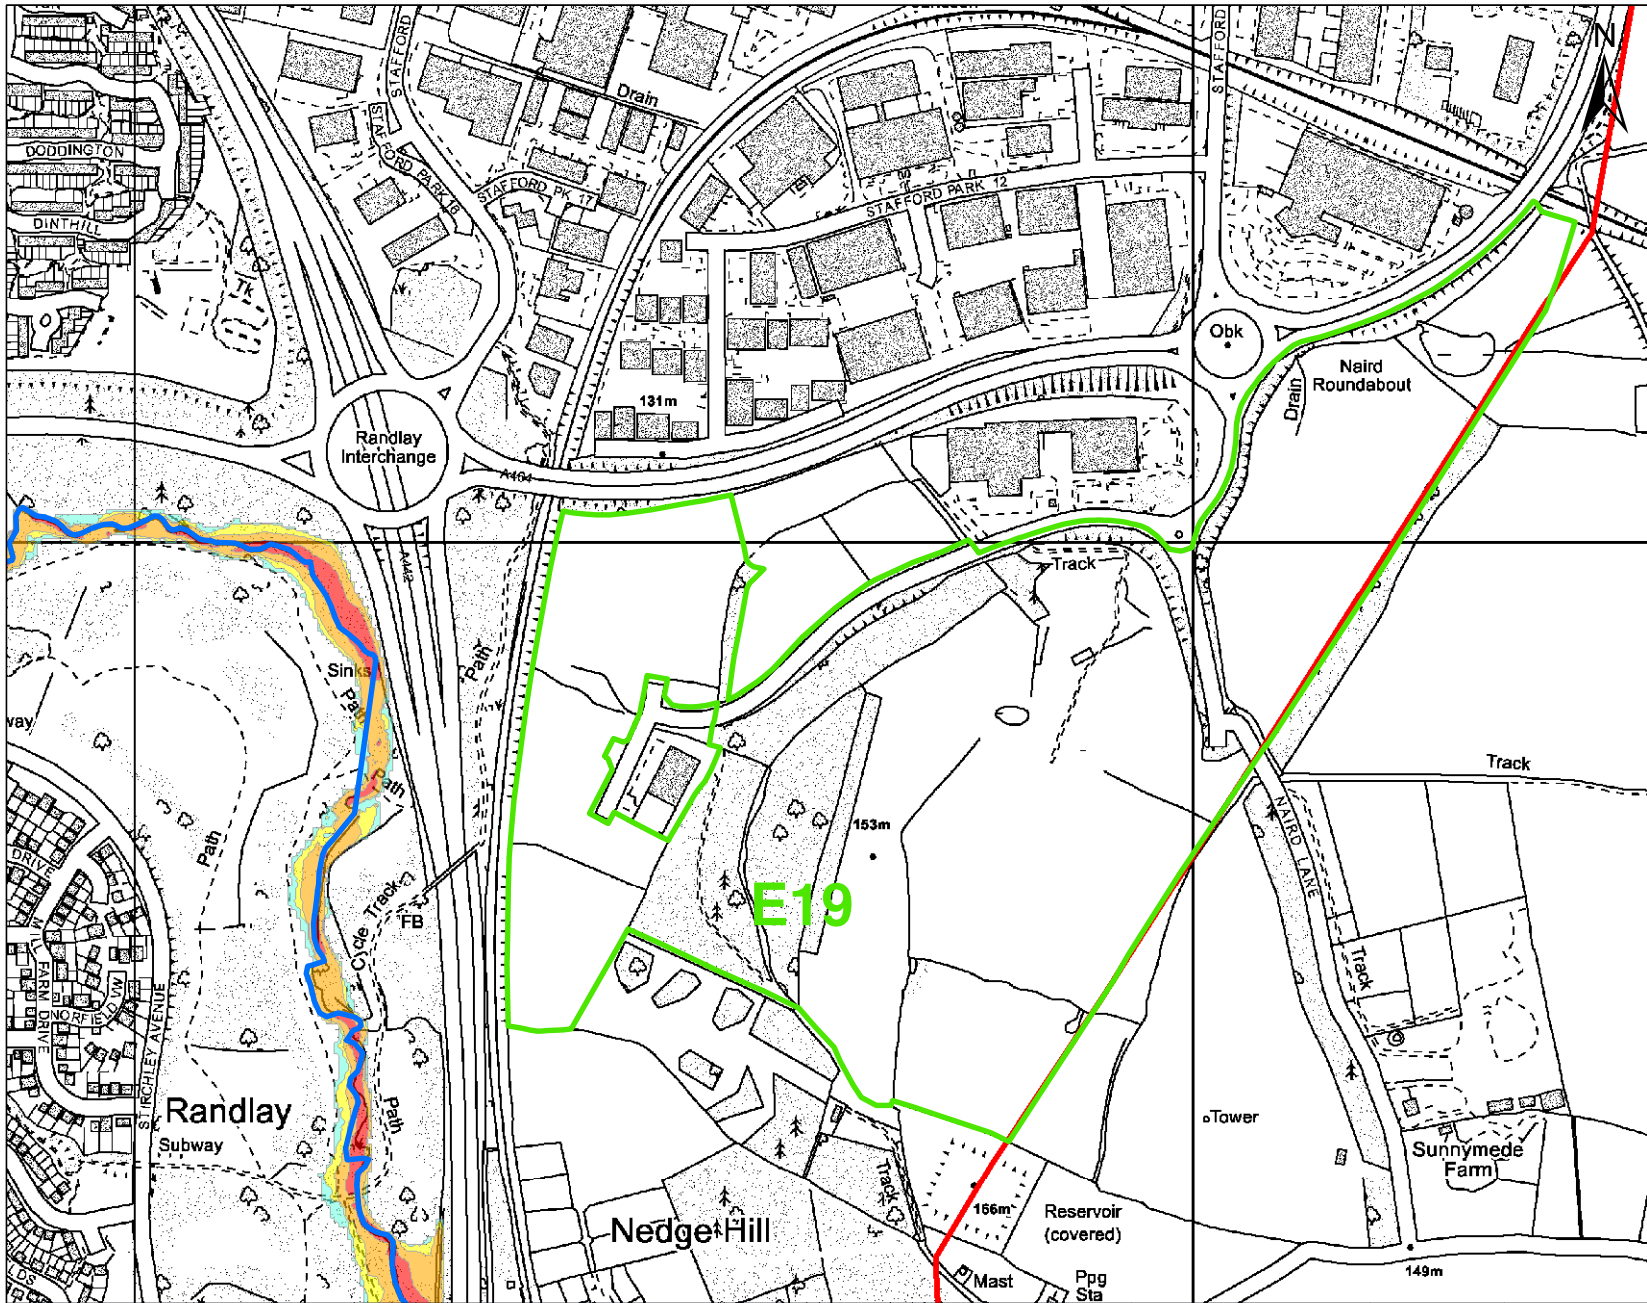 STAFFORD
STAFFORD
N
Drain
DODDINGTON
STAFFORD PARK 18
STAFFORD PK 17
STAFFORD PARK 12
DINTHILL
Tk
Obk
Naird
Roundabout
Drain
131m
Randlay
Interchange
A464
A442
Track
Path
Sinks
Path
way
Path
Track
153m
NAIRD LANE
DRIVE
Path
E19
Cycle Track
FB
MILL
FARM DRIVE
NORFIELD VW
STIRCHLEY AVENUE
Track
Randlay
Subway
Path
Tower
Sunnymede
Farm
Track
Nedge Hill
166m
Reservoir
(covered)
Mast
Ppg
Sta
149m